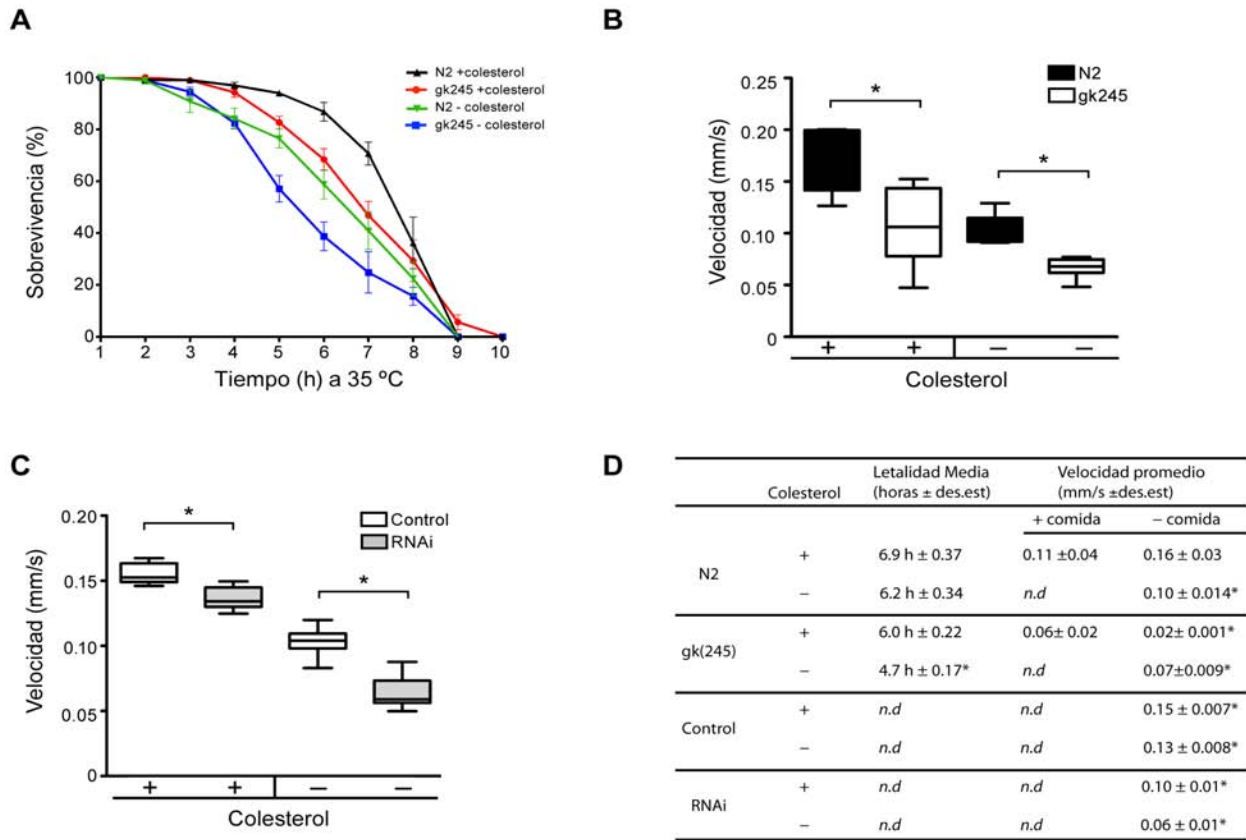 A
N2 +colesterol
gk245 +colesterol
N2 - colesterol
gk245 - colesterol
100
80
60
40
20
0
Sobrevivencia (%)
1 2 3 4 5 6 7 8 9 10
Tiempo (h) a 35 ºC
B
N2
gk245
0.25
0.20
0.15
0.10
0.05
0
Velocidad (mm/s)
*
*
+ + − −
Colesterol
C
Control
RNAi
0.20
0.15
0.10
0.05
0
Velocidad (mm/s)
*
*
+ + − −
Colesterol
D
Colesterol
Letalidad Media
(horas ± des.est)
Velocidad promedio
(mm/s ±des.est)
+ comida − comida
N2
+ 6.9 h ± 0.37 0.11 ±0.04 0.16 ± 0.03
− 6.2 h ± 0.34 n.d 0.10 ± 0.014*
gk(245)
+ 6.0 h ± 0.22 0.06± 0.02 0.02± 0.001*
− 4.7 h ± 0.17* n.d 0.07±0.009*
Control
+ n.d n.d 0.15 ± 0.007*
− n.d n.d 0.13 ± 0.008*
RNAi
+ n.d n.d 0.10 ± 0.01*
− n.d n.d 0.06 ± 0.01*